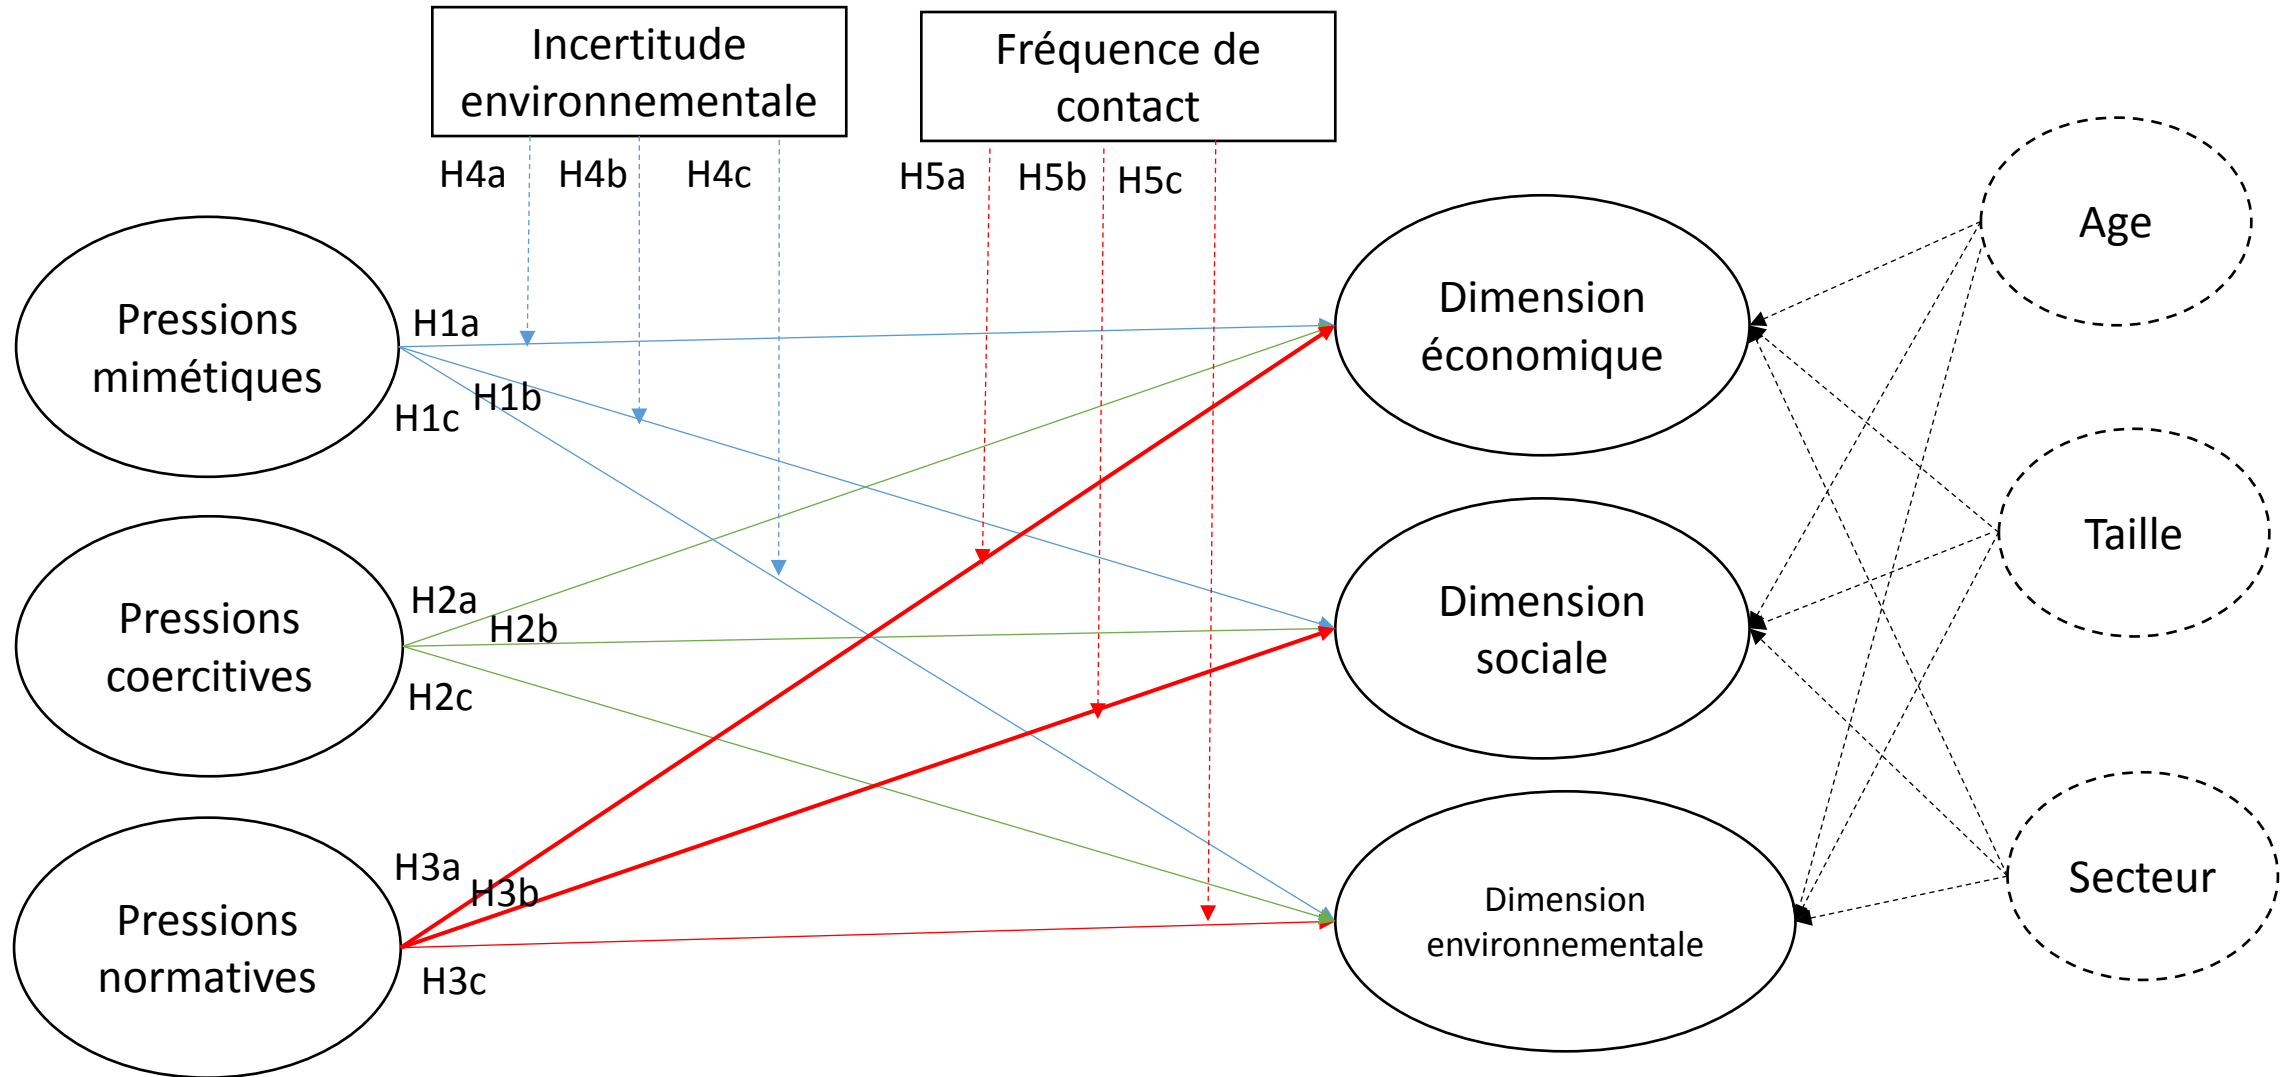 Incertitude
environnementale
Fréquence de
contact
H4a
H4b
H4c
H5a
H5b
H5c
Age
Pressions
mimétiques
H1a
H1b
H1c
Dimension
économique
Taille
Pressions
coercitives
H2a
H2b
H2c
Dimension
sociale
Secteur
Pressions
normatives
H3a
H3b
H3c
Dimension
environnementale